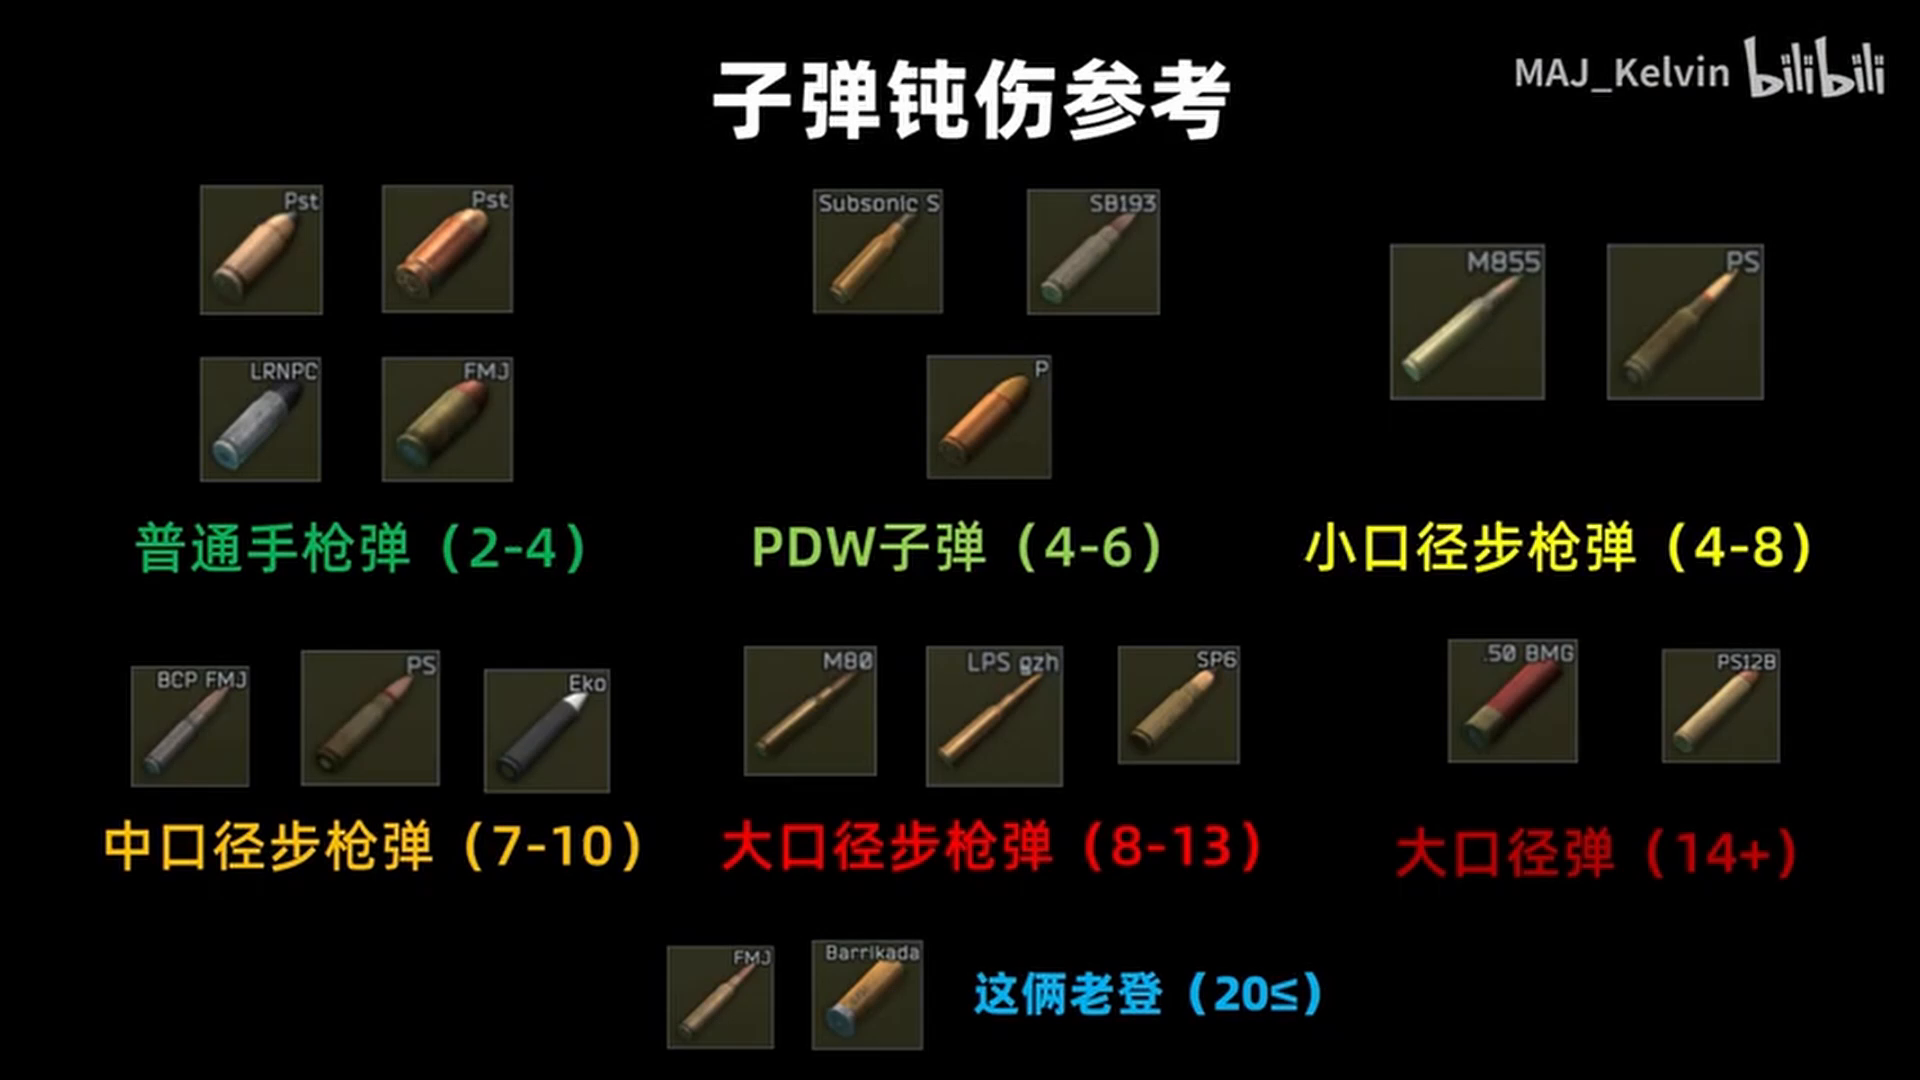 子弹钝伤参考
MAJ_Kelvin bilibili
Pst
Pst
LRNPC
FMJ
普通手枪弹（2-4）
Subsonic S
SB193
P
PDW子弹（4-6）
M855
PS
小口径步枪弹（4-8）
BCP FMJ
PS
Eko
中口径步枪弹（7-10）
M80
LPS gzh
SP6
大口径步枪弹（8-13）
.50 BMG
PS12B
大口径弹（14+）
FMJ
Barrikada
这俩老登（20≤）